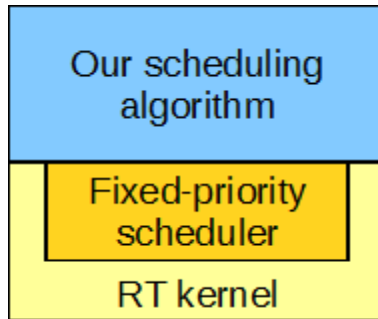 Our scheduling
algorithm
Fixed-priority
scheduler
RT kernel